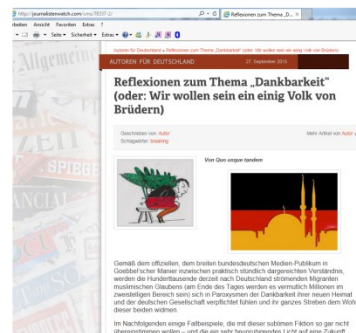 http://journalistenwatch.com/cms/78337-2/
Reflexionen zum Thema „D...
Bearbeiten Ansicht Favoriten Extras ?
Seite Sicherheit Extras
Autoren für Deutschland » Reflexionen zum Thema „Dankbarkeit" (oder: Wir wollen sein ein einig Volk von Brüdern)
AUTOREN FÜR DEUTSCHLAND
27. September 2015
Reflexionen zum Thema „Dankbarkeit"
(oder: Wir wollen sein ein einig Volk von
Brüdern)
Geschrieben von: Autor
Mehr Artikel von Autor
Schlagwörter: breaking
Von Quo usque tandem
Gemäß dem offiziellen, dem breiten bundesdeutschen Medien-Publikum in
Goebbel'scher Manier inzwischen praktisch stündlich dargereichten Verständnis,
werden die Hunderttausende derzeit nach Deutschland strömenden Migranten
muslimischen Glaubens (am Ende des Tages werden es vermutlich Millionen im
zweistelligen Bereich sein) sich in Paroxysmen der Dankbarkeit ihrer neuen Heimat
und der deutschen Gesellschaft verpflichtet fühlen und ihr ganzes Streben dem Wohl
dieser beiden widmen.
Im Nachfolgenden einige Fallbeispiele, die mit dieser sublimen Fiktion so gar nicht
übereinstimmen wollen – und die ein sehr beunruhigendes Licht auf eine Zukunft